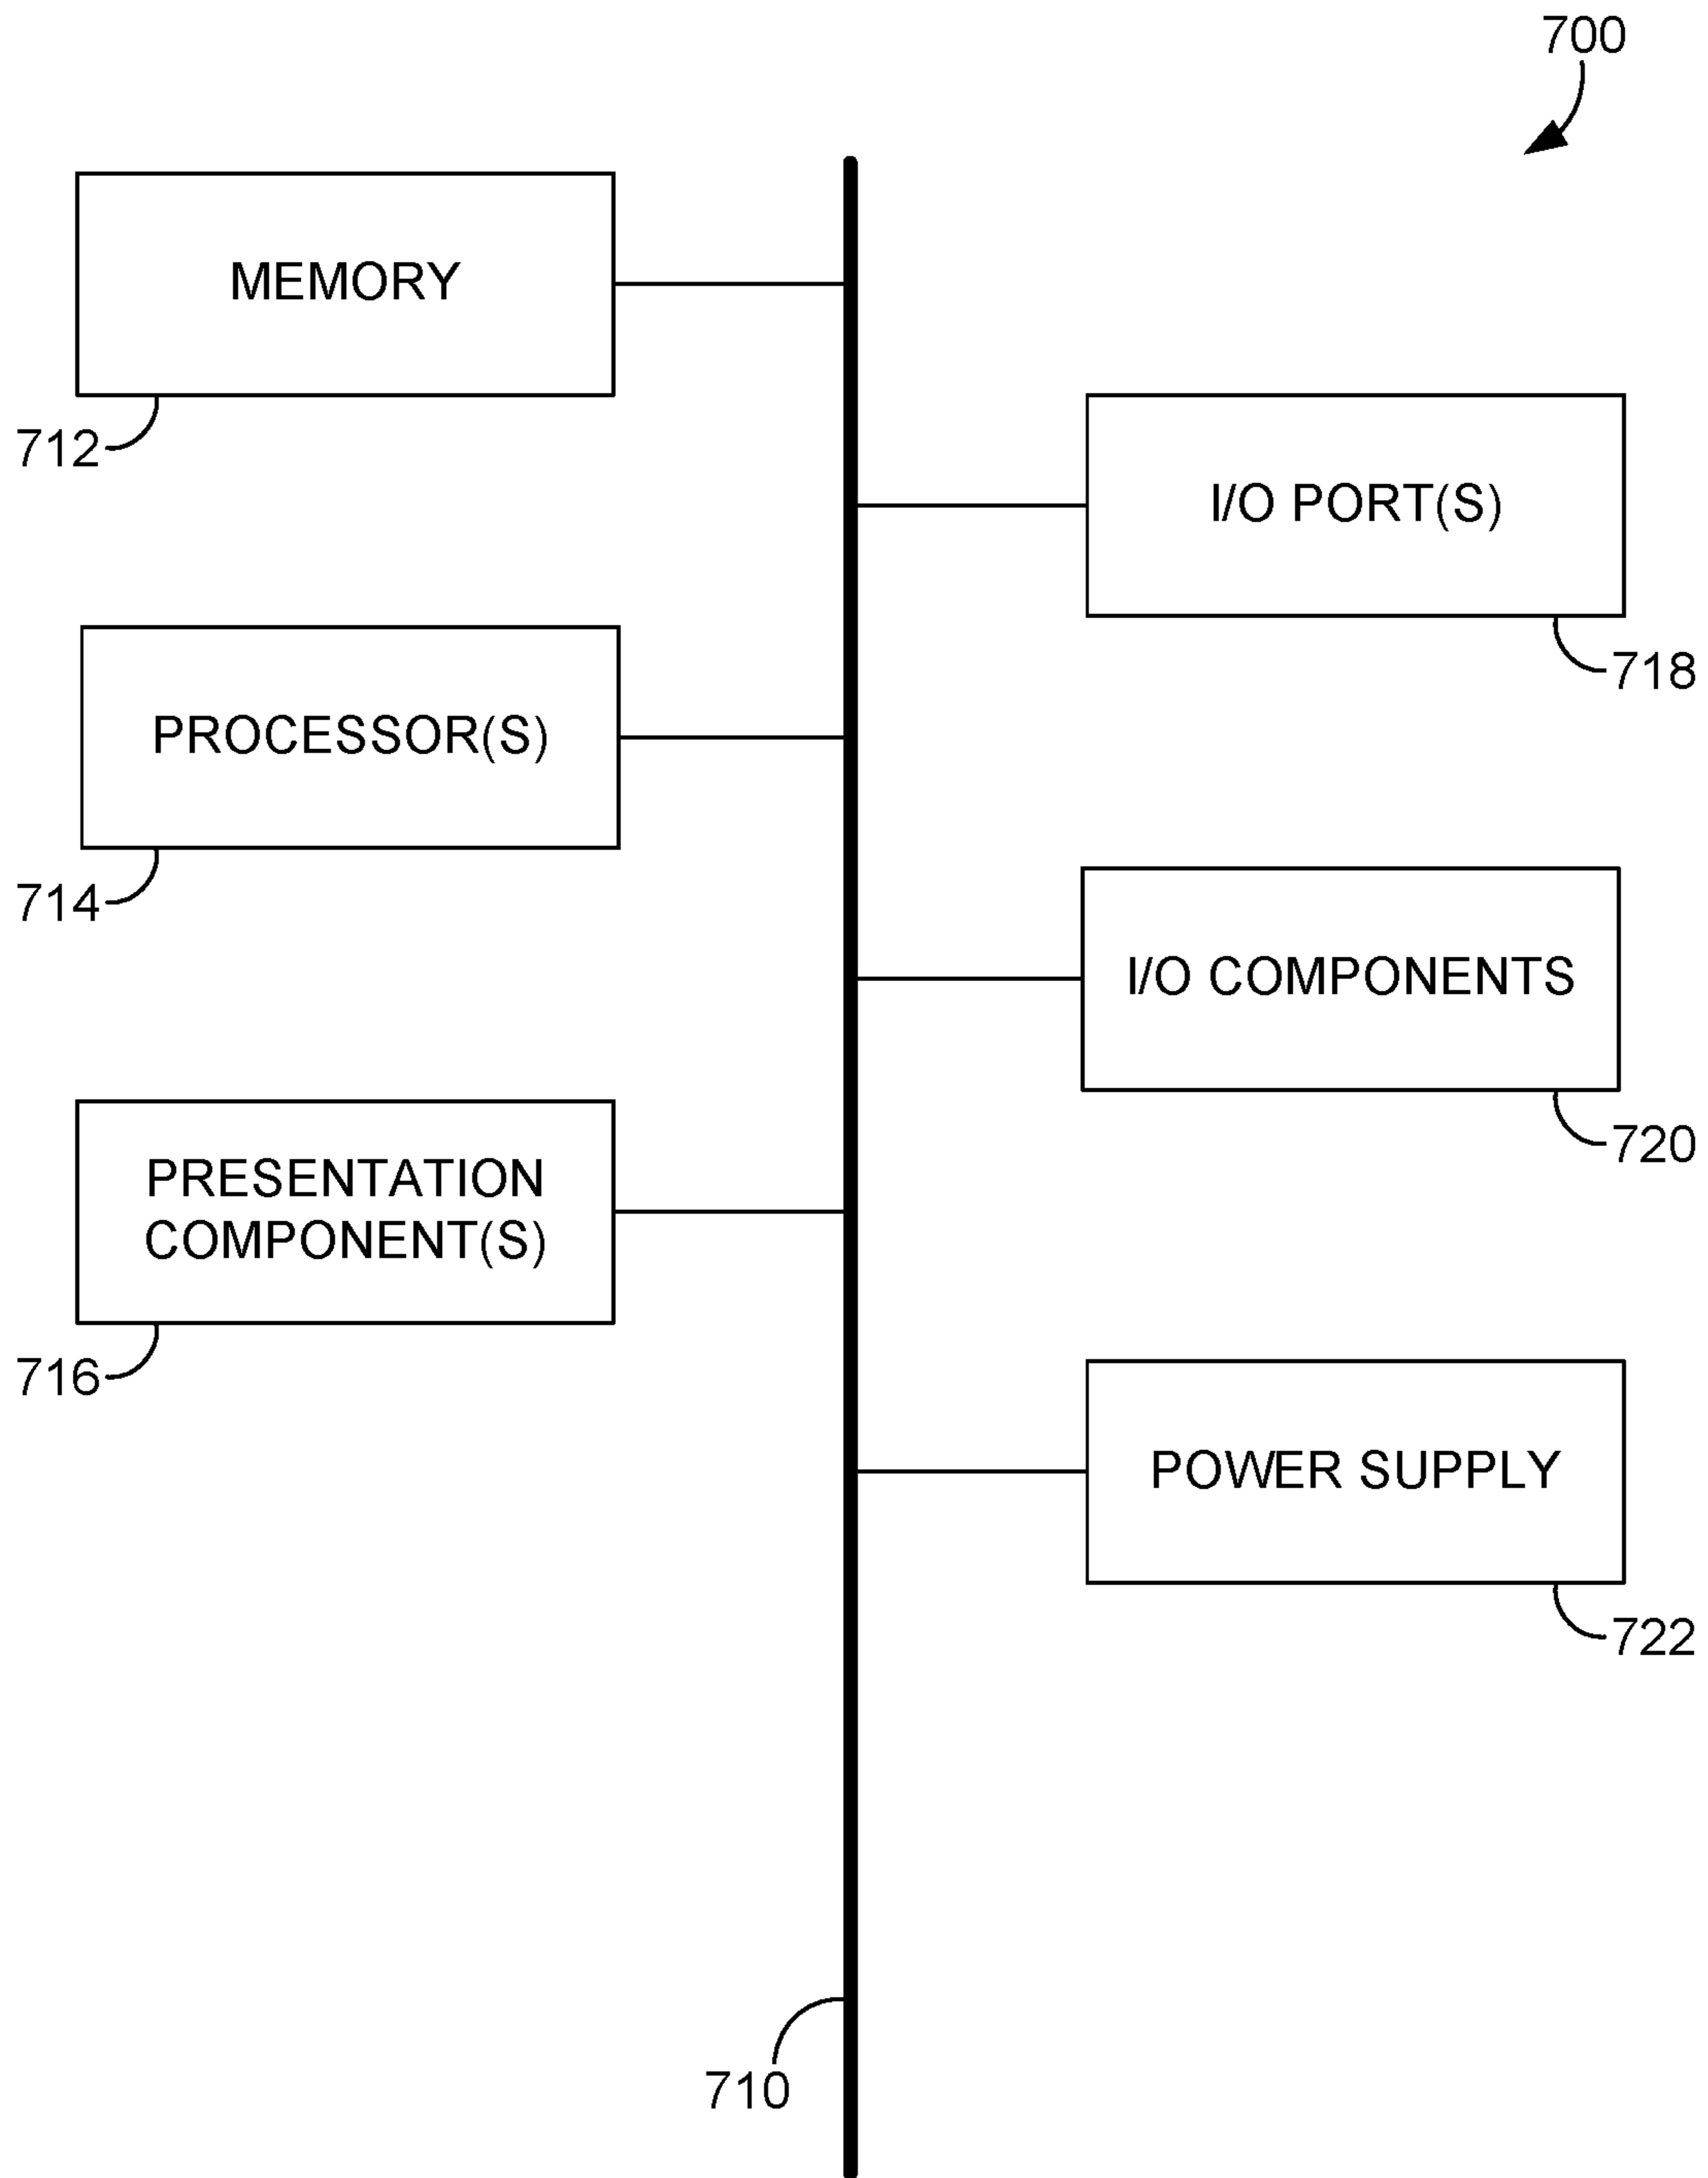 700
MEMORY
712
I/O PORT(S)
718
PROCESSOR(S)
714
I/O COMPONENTS
720
PRESENTATION
COMPONENT(S)
716
POWER SUPPLY
722
710